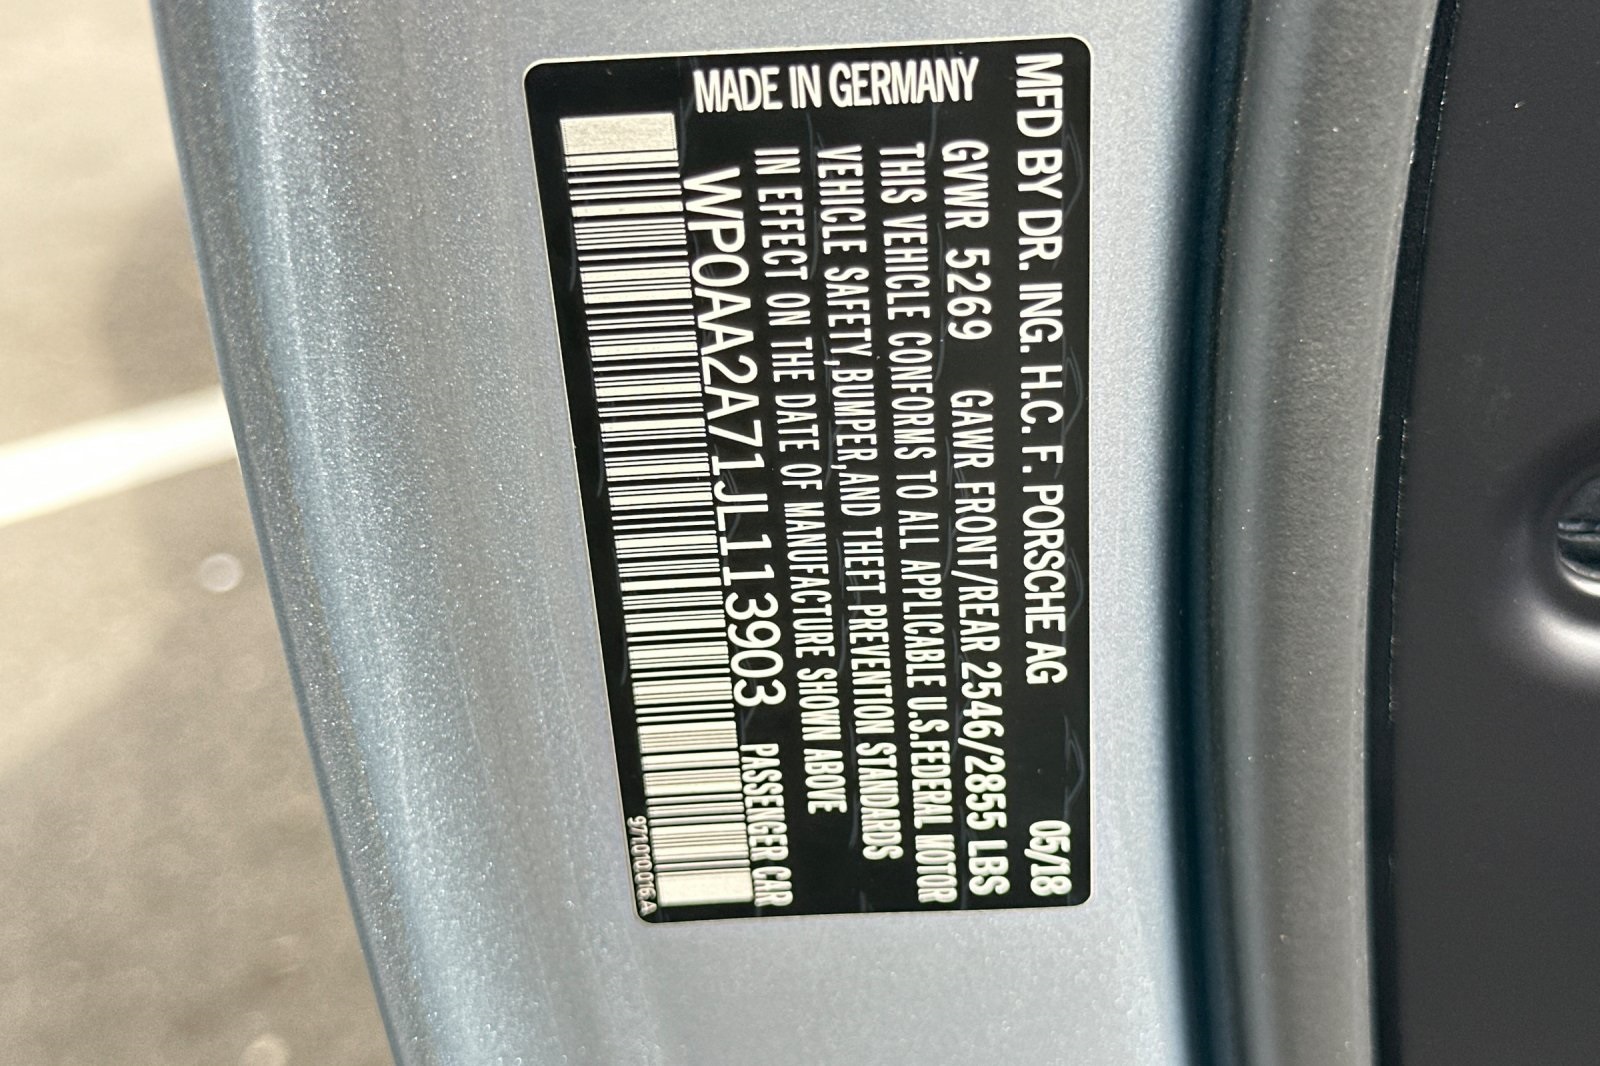 MFD BY DR. ING. H.C. F. PORSCHE AG 05/18
GVWR 5269 GAWR FRONT/REAR 2546/2855 LBS
THIS VEHICLE CONFORMS TO ALL APPLICABLE U.S.FEDERAL MOTOR
VEHICLE SAFETY,BUMPER,AND THEFT PREVENTION STANDARDS
IN EFFECT ON THE DATE OF MANUFACTURE SHOWN ABOVE
WP0AA2A71JL113903 PASSENGER CAR
971010016A
MADE IN GERMANY